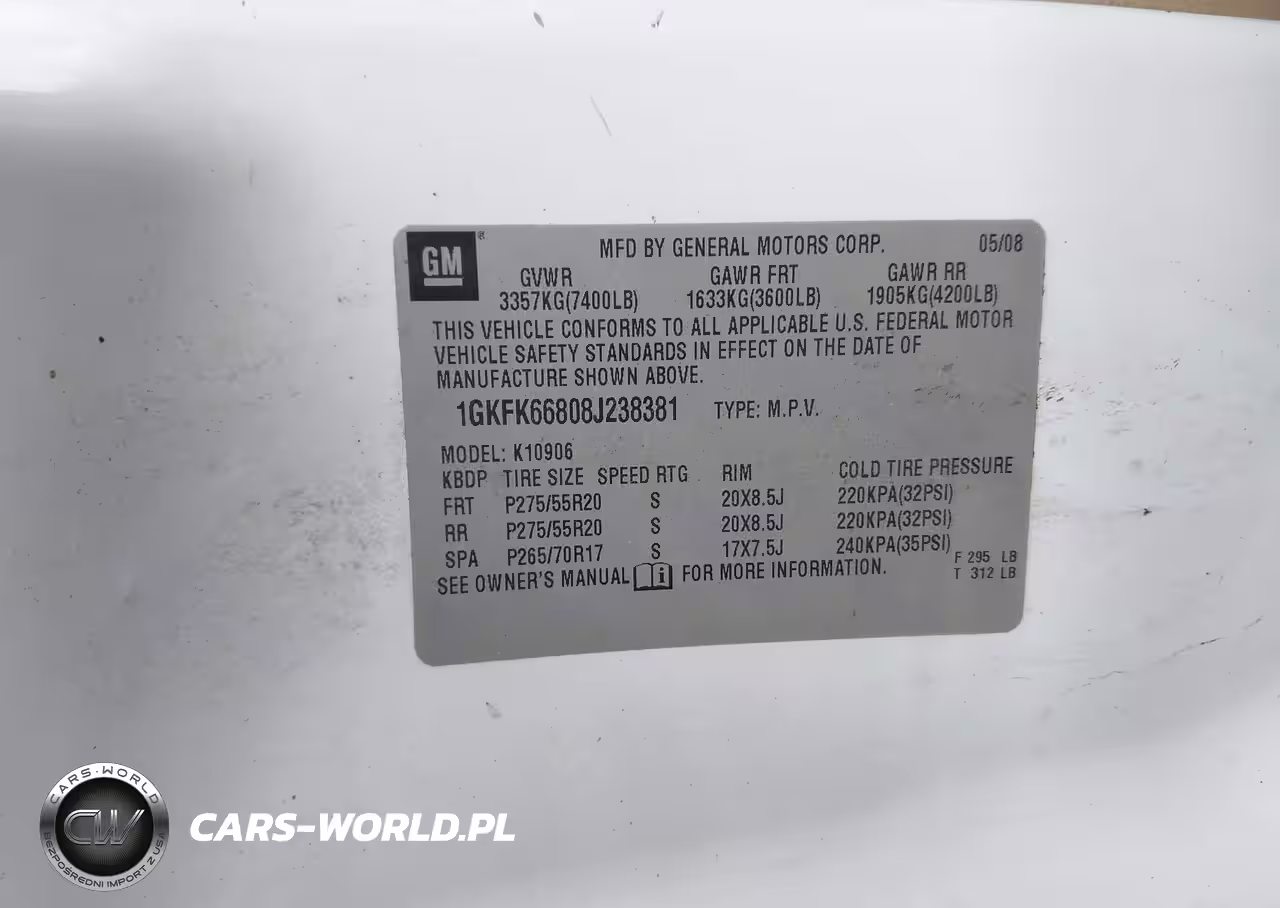 GM® MFD BY GENERAL MOTORS CORP. 05/08
GVWR GAWR FRT GAWR RR
3357KG(7400LB) 1633KG(3600LB) 1905KG(4200LB)
THIS VEHICLE CONFORMS TO ALL APPLICABLE U.S. FEDERAL MOTOR
VEHICLE SAFETY STANDARDS IN EFFECT ON THE DATE OF
MANUFACTURE SHOWN ABOVE.
1GKFK66808J238381 TYPE: M.P.V.
MODEL: K10906
KBDP TIRE SIZE SPEED RTG RIM COLD TIRE PRESSURE
FRT P275/55R20 S 20X8.5J 220KPA(32PSI)
RR P275/55R20 S 20X8.5J 220KPA(32PSI)
SPA P265/70R17 S 17X7.5J 240KPA(35PSI) F 295 LB
SEE OWNER'S MANUAL i FOR MORE INFORMATION. T 312 LB
CARS-WORLD
CW
BEZPOŚREDNI IMPORT Z USA
CARS-WORLD.PL